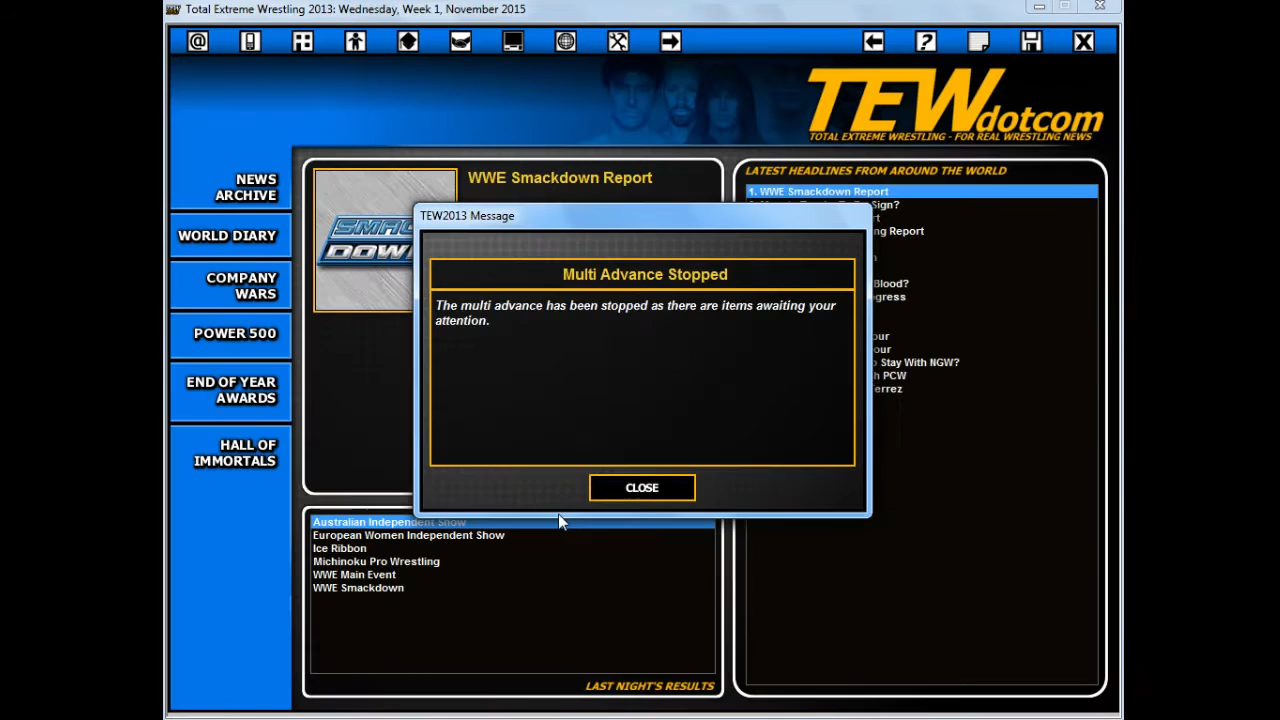 Total Extreme Wrestling 2013: Wednesday, Week 1, November 2015
TEWdotcom
TOTAL EXTREME WRESTLING - FOR REAL WRESTLING NEWS
NEWS
ARCHIVE
WORLD DIARY
COMPANY
WARS
POWER 500
END OF YEAR
AWARDS
HALL OF
IMMORTALS
WWE Smackdown Report
SMAC
DOW
TEW2013 Message
Multi Advance Stopped
The multi advance has been stopped as there are items awaiting your
attention.
CLOSE
Australian Independent Show
European Women Independent Show
Ice Ribbon
Michinoku Pro Wrestling
WWE Main Event
WWE Smackdown
LAST NIGHT'S RESULTS
LATEST HEADLINES FROM AROUND THE WORLD
1. WWE Smackdown Report
Sign?
ng Report
Blood?
gress
our
our
o Stay With NGW?
h PCW
errez